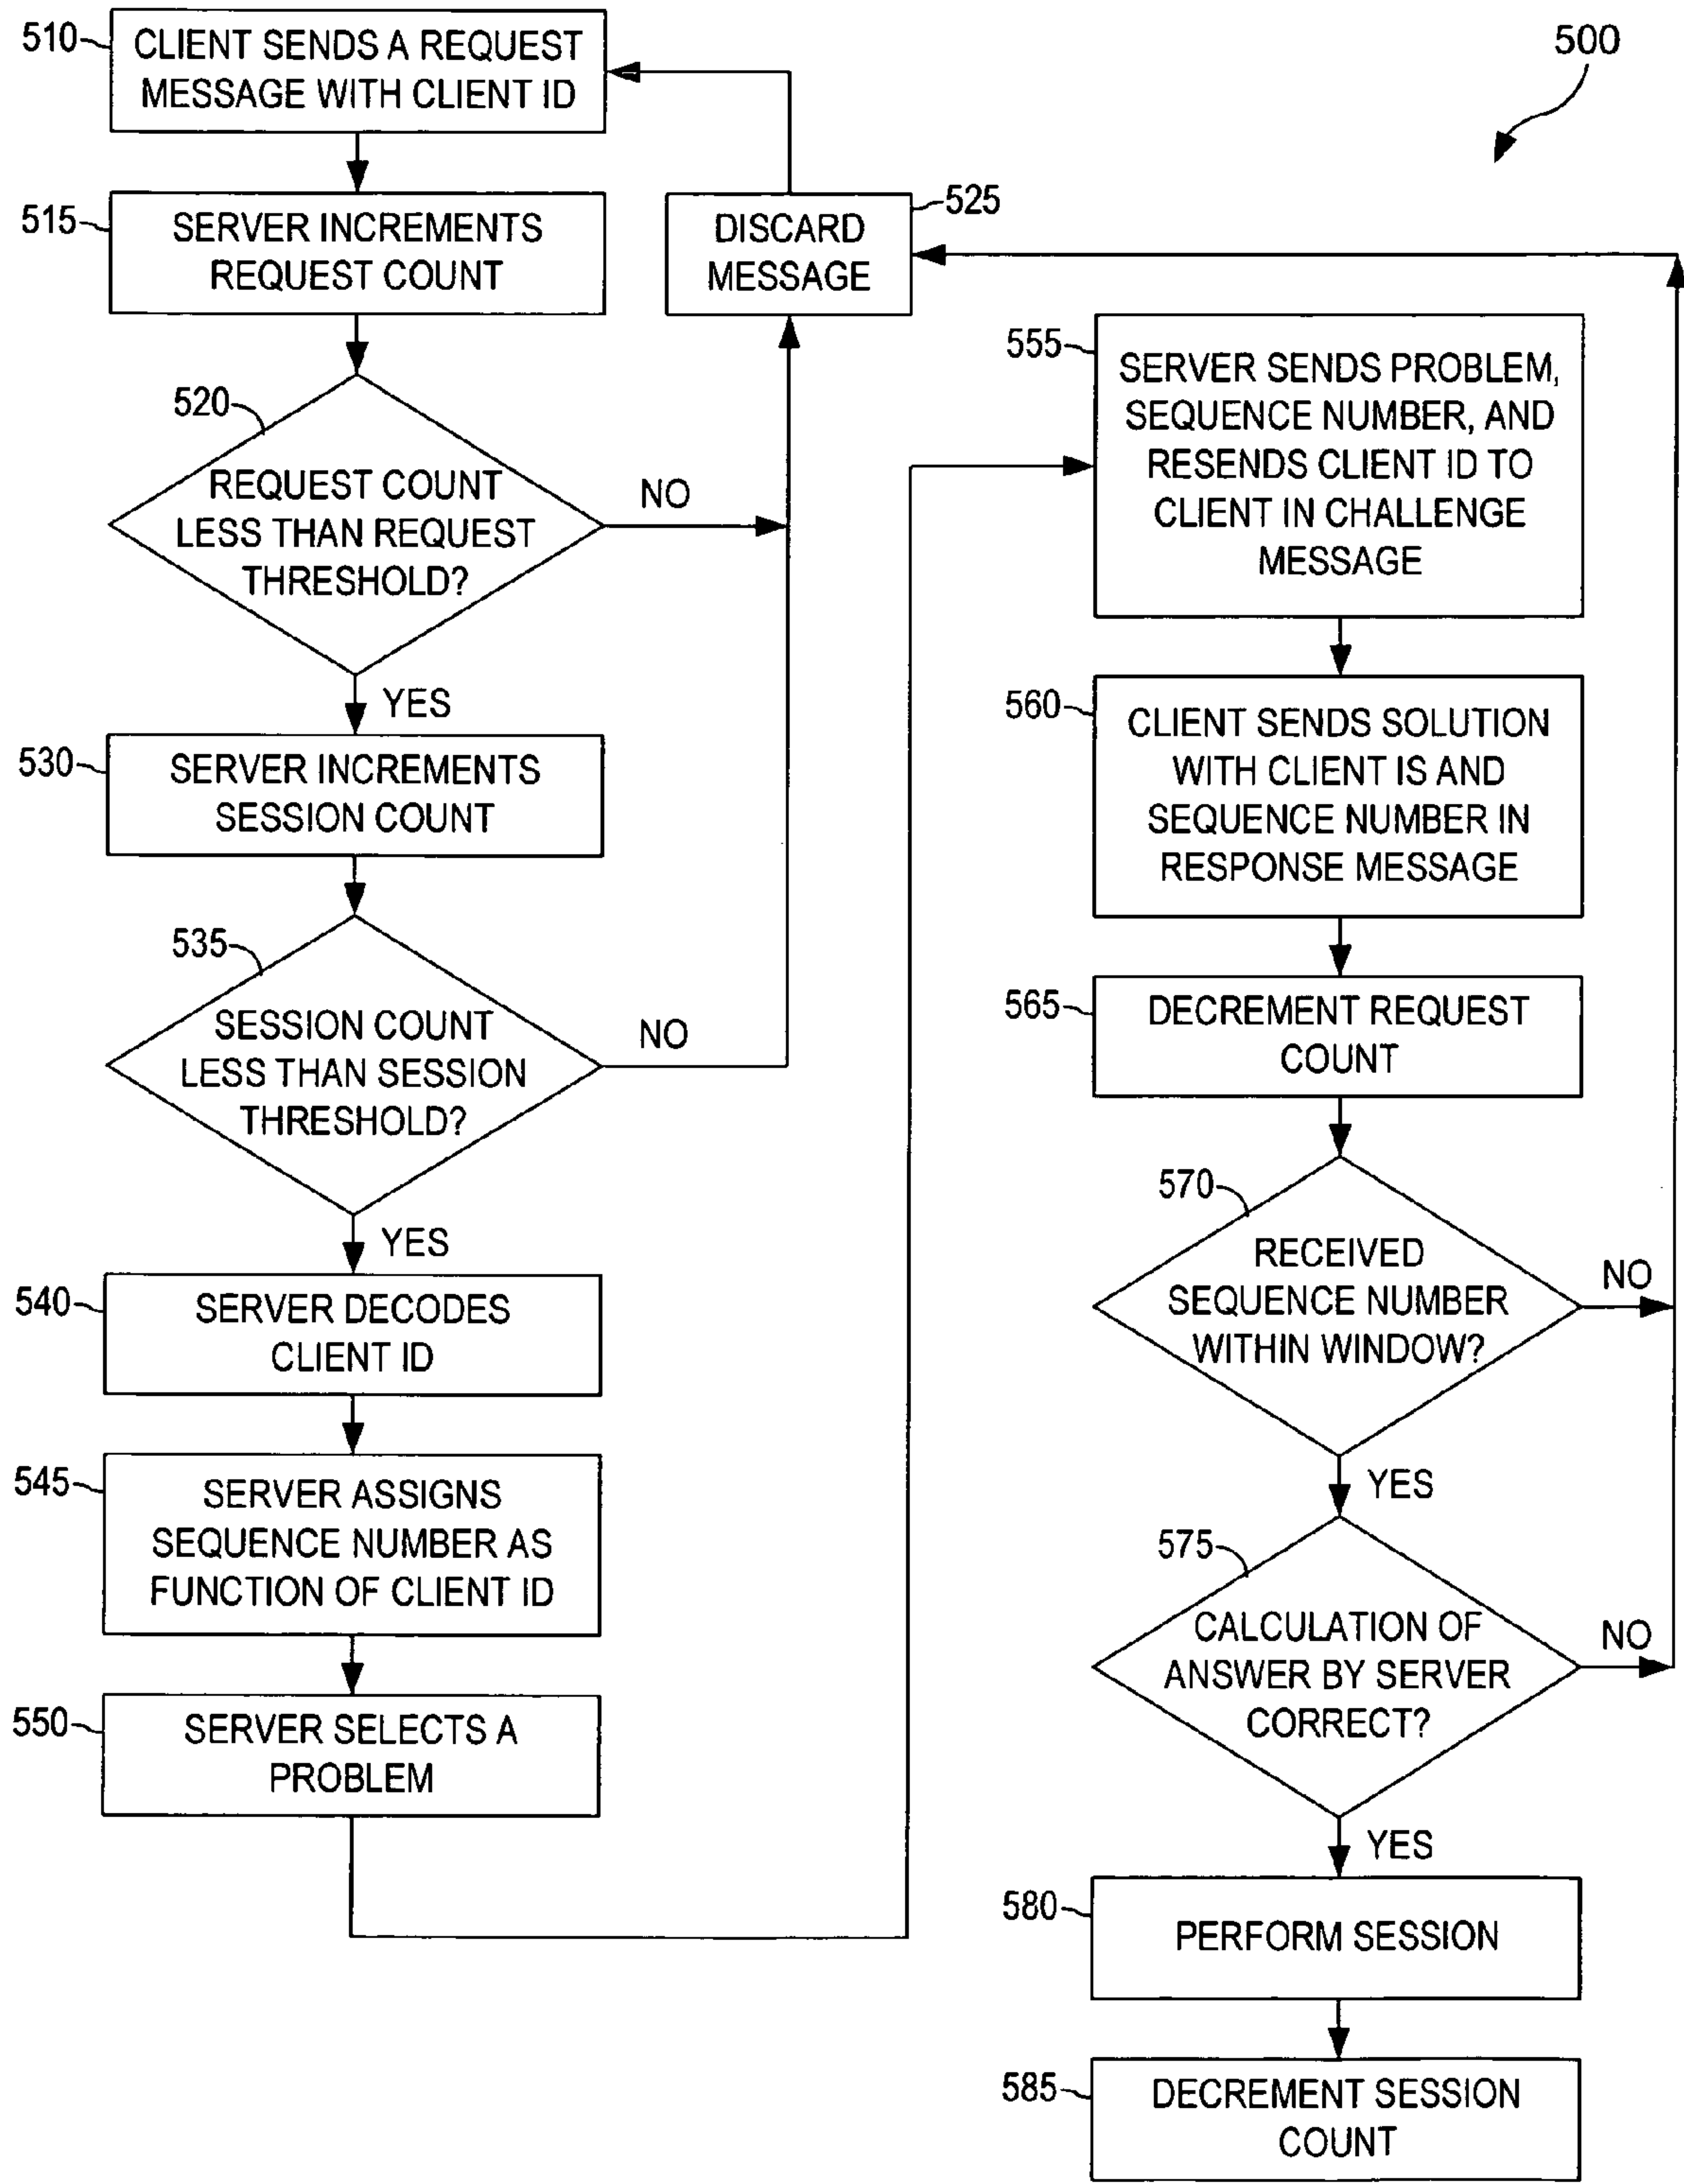 510
CLIENT SENDS A REQUEST
MESSAGE WITH CLIENT ID
500
515
SERVER INCREMENTS
REQUEST COUNT
525
DISCARD
MESSAGE
520
REQUEST COUNT
LESS THAN REQUEST
THRESHOLD?
NO
YES
530
SERVER INCREMENTS
SESSION COUNT
535
SESSION COUNT
LESS THAN SESSION
THRESHOLD?
NO
YES
540
SERVER DECODES
CLIENT ID
545
SERVER ASSIGNS
SEQUENCE NUMBER AS
FUNCTION OF CLIENT ID
550
SERVER SELECTS A
PROBLEM
555
SERVER SENDS PROBLEM,
SEQUENCE NUMBER, AND
RESENDS CLIENT ID TO
CLIENT IN CHALLENGE
MESSAGE
560
CLIENT SENDS SOLUTION
WITH CLIENT IS AND
SEQUENCE NUMBER IN
RESPONSE MESSAGE
565
DECREMENT REQUEST
COUNT
570
RECEIVED
SEQUENCE NUMBER
WITHIN WINDOW?
NO
YES
575
CALCULATION OF
ANSWER BY SERVER
CORRECT?
NO
YES
580
PERFORM SESSION
585
DECREMENT SESSION
COUNT